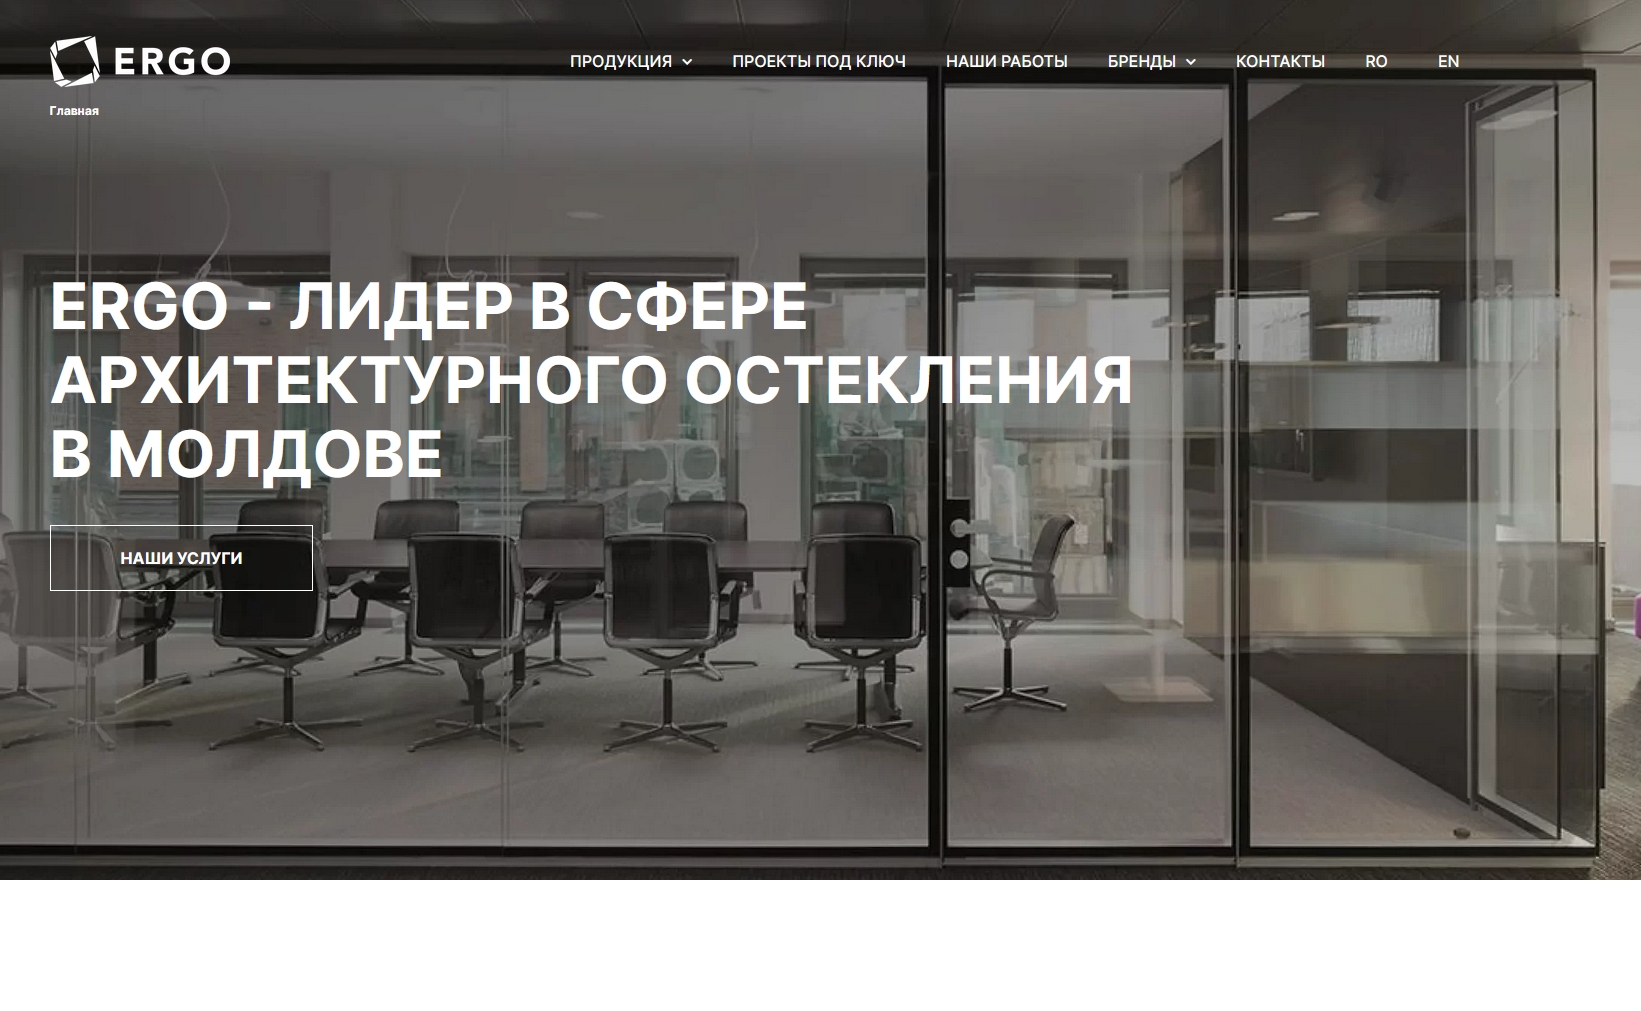 ERGO
ПРОДУКЦИЯ ПРОЕКТЫ ПОД КЛЮЧ НАШИ РАБОТЫ БРЕНДЫ КОНТАКТЫ RO EN
Главная
ERGO - ЛИДЕР В СФЕРЕ
АРХИТЕКТУРНОГО ОСТЕКЛЕНИЯ
В МОЛДОВЕ
НАШИ УСЛУГИ